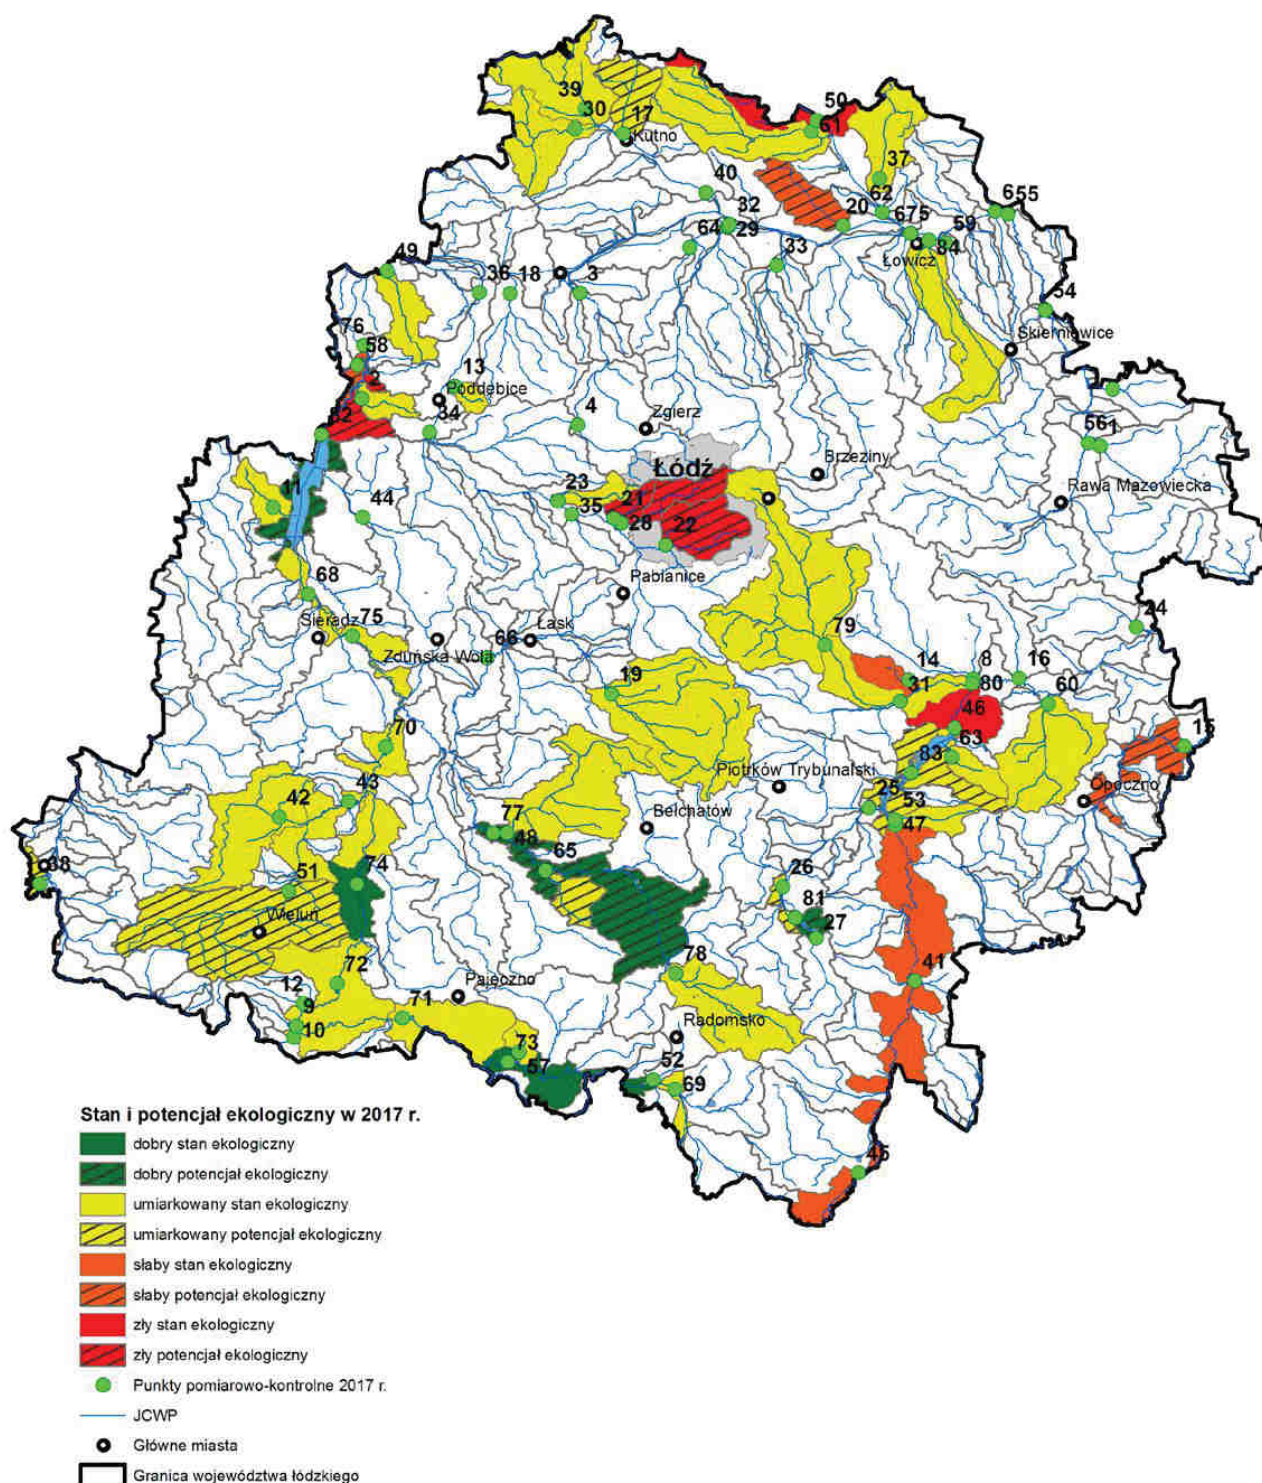 39
30
17
Kutno
50
61
37
40
62
32
20
675
655
64
29
59
33
84
Łowicz
49
36
18
3
54
76
Skierniewice
58
2
13
Poddębice
82
34
4
Zgierz
561
Łódź
Brzeziny
11
23
Rawa Mazowiecka
44
35
21
28
22
68
Pabianice
24
Sieradz
75
Łask
66
79
Zduńska Wola
14
8
16
19
31
80
60
46
70
63
15
83
Piotrków Trybunalski
43
25
53
Opoczno
42
77
47
48
Bełchatów
65
38
51
74
26
81
Wieluń
27
78
72
41
12
Pajęczno
9
71
10
Radomsko
73
52
57
69
45
Stan i potencjał ekologiczny w 2017 r.
dobry stan ekologiczny
dobry potencjał ekologiczny
umiarkowany stan ekologiczny
umiarkowany potencjał ekologiczny
słaby stan ekologiczny
słaby potencjał ekologiczny
zły stan ekologiczny
zły potencjał ekologiczny
Punkty pomiarowo-kontrolne 2017 r.
JCWP
Główne miasta
Granica województwa łódzkiego